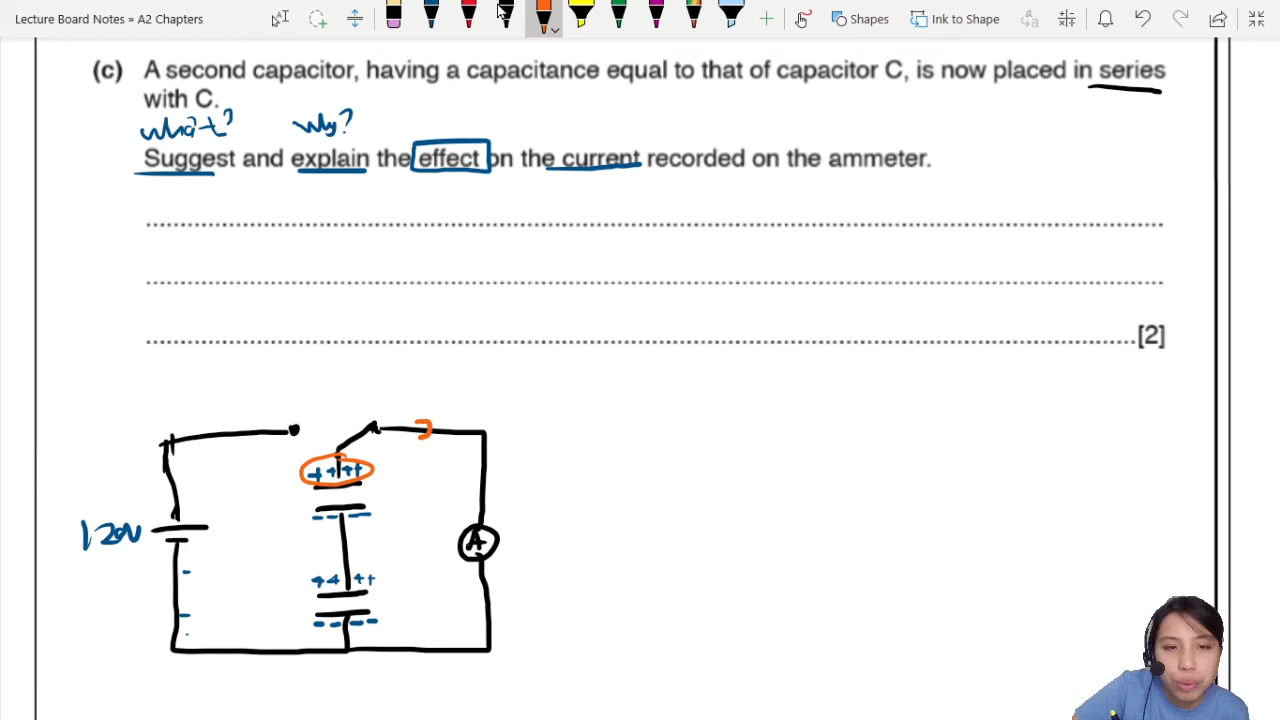 Lecture Board Notes » A2 Chapters
Shapes
Ink to Shape
(c) A second capacitor, having a capacitance equal to that of capacitor C, is now placed in series
with C.
what? why?
Suggest and explain the effect on the current recorded on the ammeter.
[2]
++++
120V
A
++++